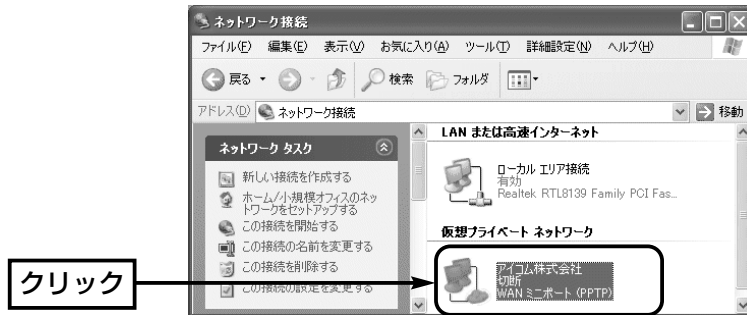 ネットワーク接続
ファイル(F) 編集(E) 表示(V) お気に入り(A) ツール(T) 詳細設定(N) ヘルプ(H)
戻る 検索 フォルダ
アドレス(D) ネットワーク接続 移動
ネットワーク タスク
新しい接続を作成する
ホーム/小規模オフィスのネッ
トワークをセットアップする
この接続を開始する
この接続の名前を変更する
この接続を削除する
この接続の設定を変更する
LAN または高速インターネット
ローカル エリア接続
有効
Realtek RTL8139 Family PCI Fas...
仮想プライベート ネットワーク
アイコム株式会社
切断
WAN ミニポート (PPTP)
クリック